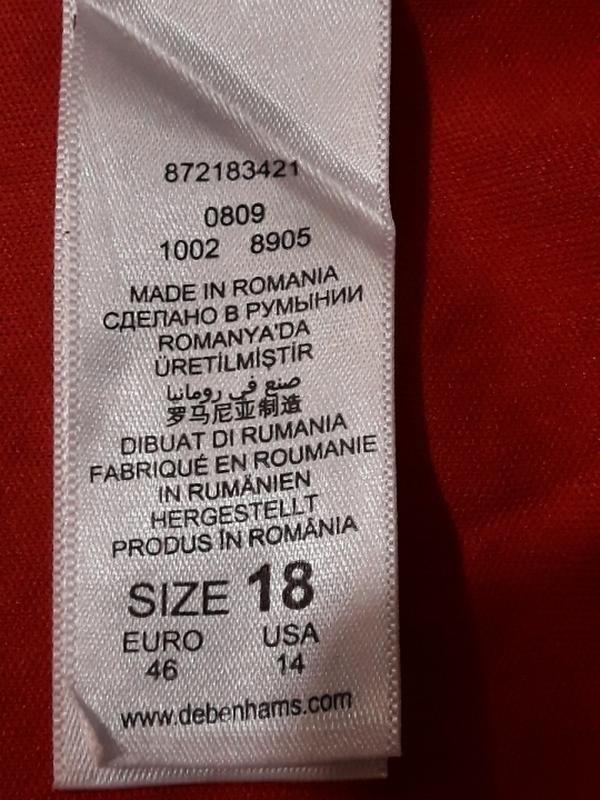 872183421
0809
1002 8905
MADE IN ROMANIA
СДЕЛАНО В РУМЫНИИ
ROMANYA'DA
ÜRETİLMİŞTİR
صنع في رومانيا
罗马尼亚制造
DIBUAT DI RUMANIA
FABRIQUÉ EN ROUMANIE
IN RUMÄNIEN
HERGESTELLT
PRODUS ÎN ROMÂNIA
SIZE 18
EURO USA
46 14
www.debenhams.com